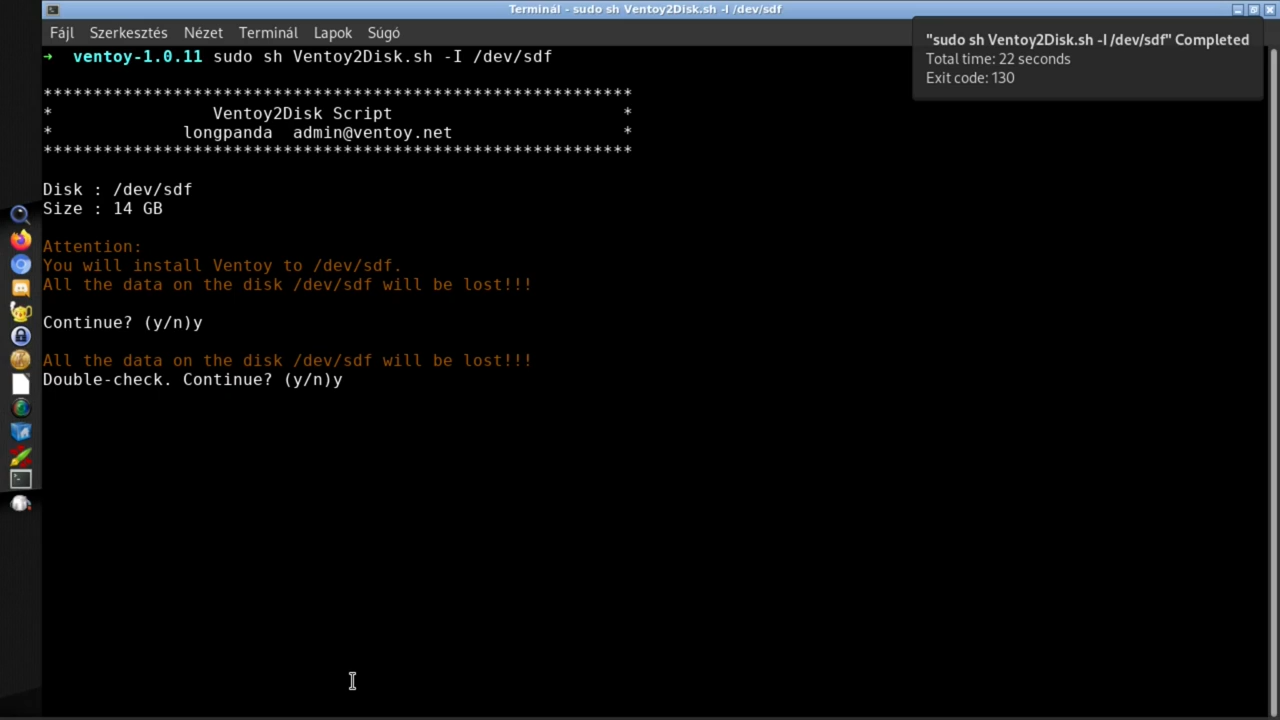 Terminál - sudo sh Ventoy2Disk.sh -I /dev/sdf
Fájl Szerkesztés Nézet Terminál Lapok Súgó
"sudo sh Ventoy2Disk.sh -I /dev/sdf" Completed
Total time: 22 seconds
Exit code: 130
➜ ventoy-1.0.11 sudo sh Ventoy2Disk.sh -I /dev/sdf
***********************************************************
* Ventoy2Disk Script *
* longpanda admin@ventoy.net *
***********************************************************
Disk : /dev/sdf
Size : 14 GB
Attention:
You will install Ventoy to /dev/sdf.
All the data on the disk /dev/sdf will be lost!!!
Continue? (y/n)y
All the data on the disk /dev/sdf will be lost!!!
Double-check. Continue? (y/n)y